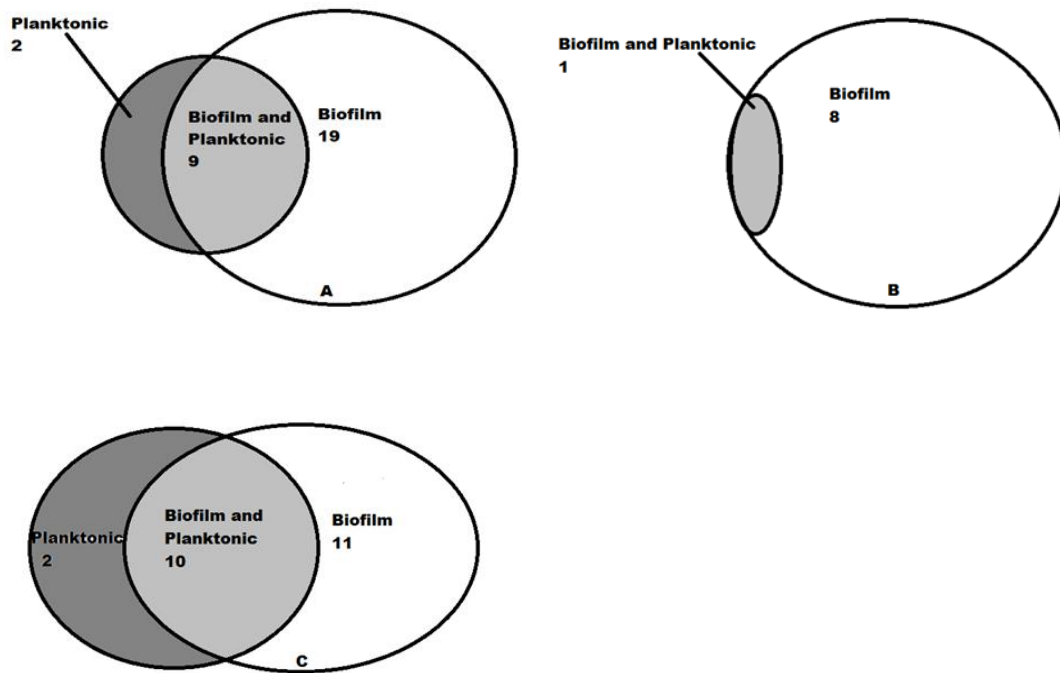 Planktonic
2
Biofilm and
Planktonic
9
Biofilm
19
A
Biofilm and Planktonic
1
Biofilm
8
B
Planktonic
2
Biofilm and
Planktonic
10
Biofilm
11
C